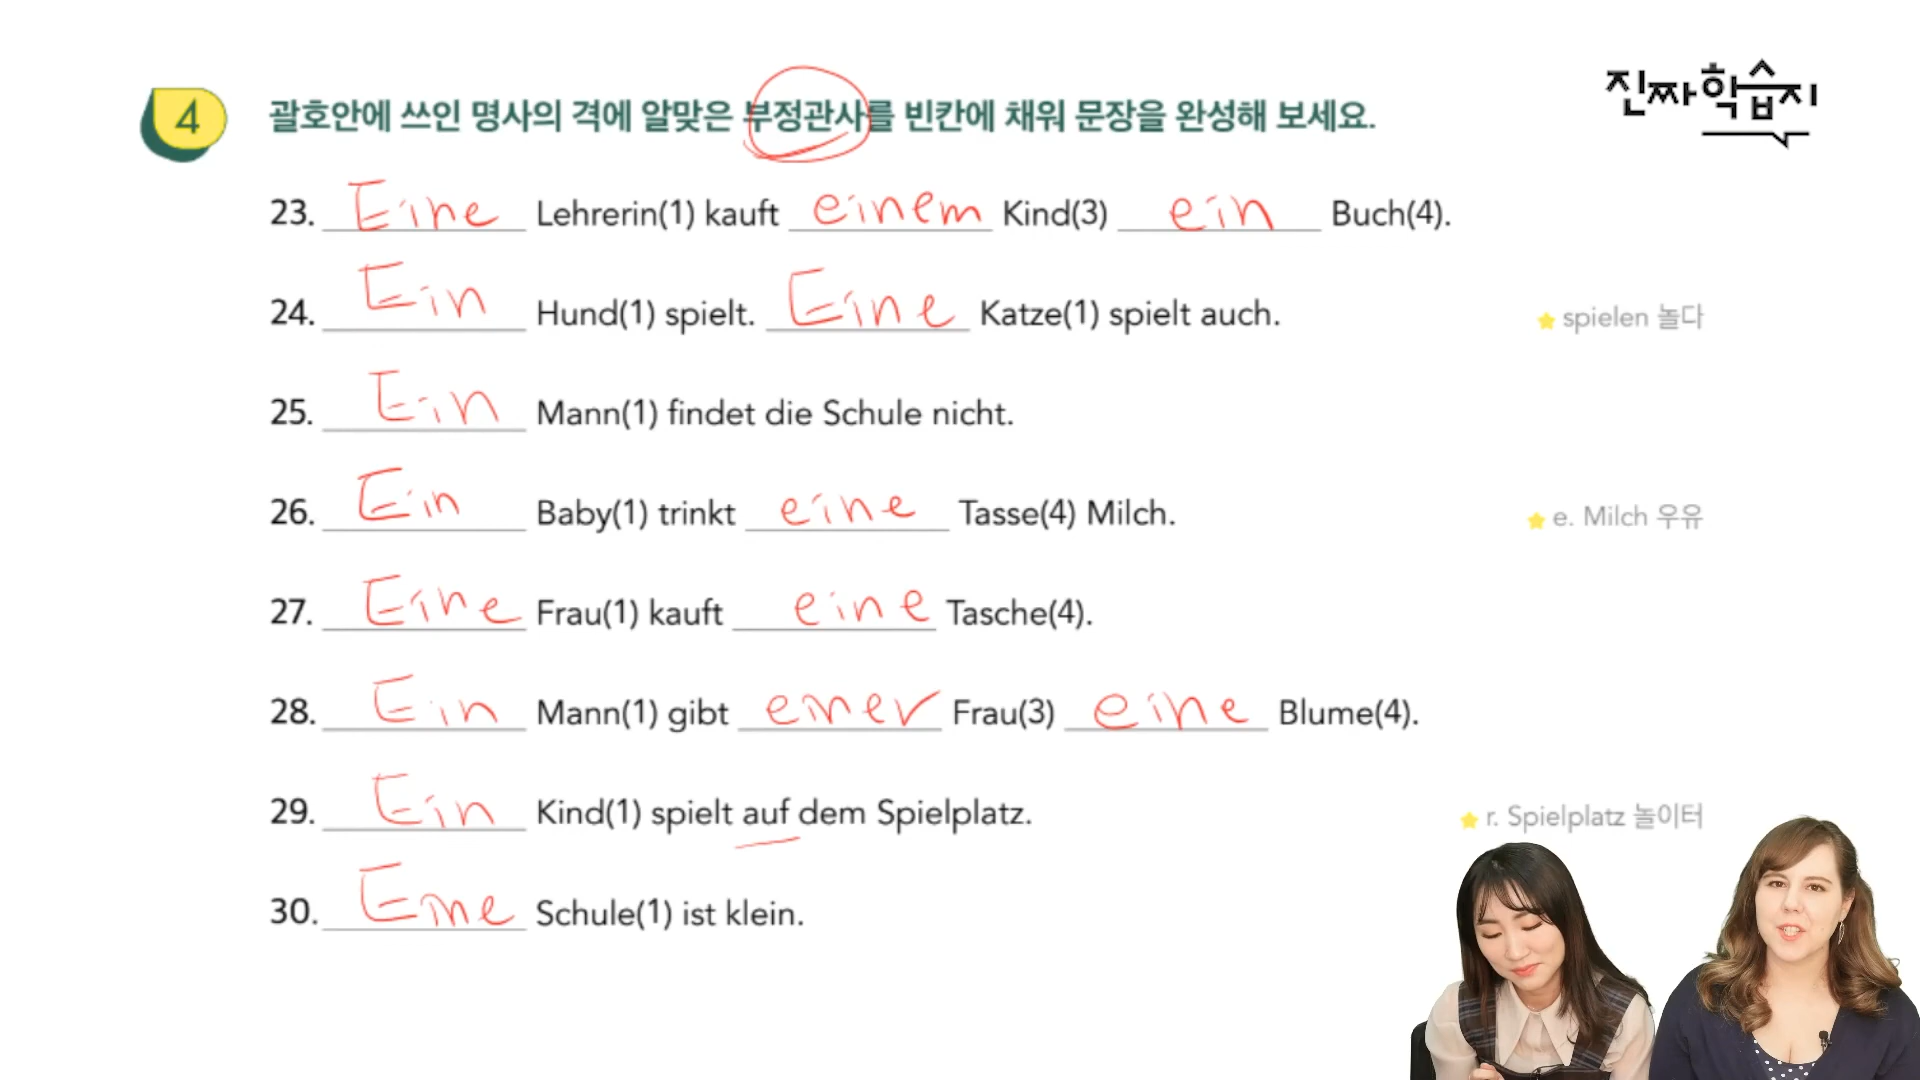 4 괄호안에 쓰인 명사의 격에 알맞은 부정관사를 빈칸에 채워 문장을 완성해 보세요.
진짜학습지
23. Eine Lehrerin(1) kauft einem Kind(3) ein Buch(4).
24. Ein Hund(1) spielt. Eine Katze(1) spielt auch.
spielen 놀다
25. Ein Mann(1) findet die Schule nicht.
26. Ein Baby(1) trinkt eine Tasse(4) Milch.
e. Milch 우유
27. Eine Frau(1) kauft eine Tasche(4).
28. Ein Mann(1) gibt einer Frau(3) eine Blume(4).
29. Ein Kind(1) spielt auf dem Spielplatz.
r. Spielplatz 놀이터
30. Eine Schule(1) ist klein.